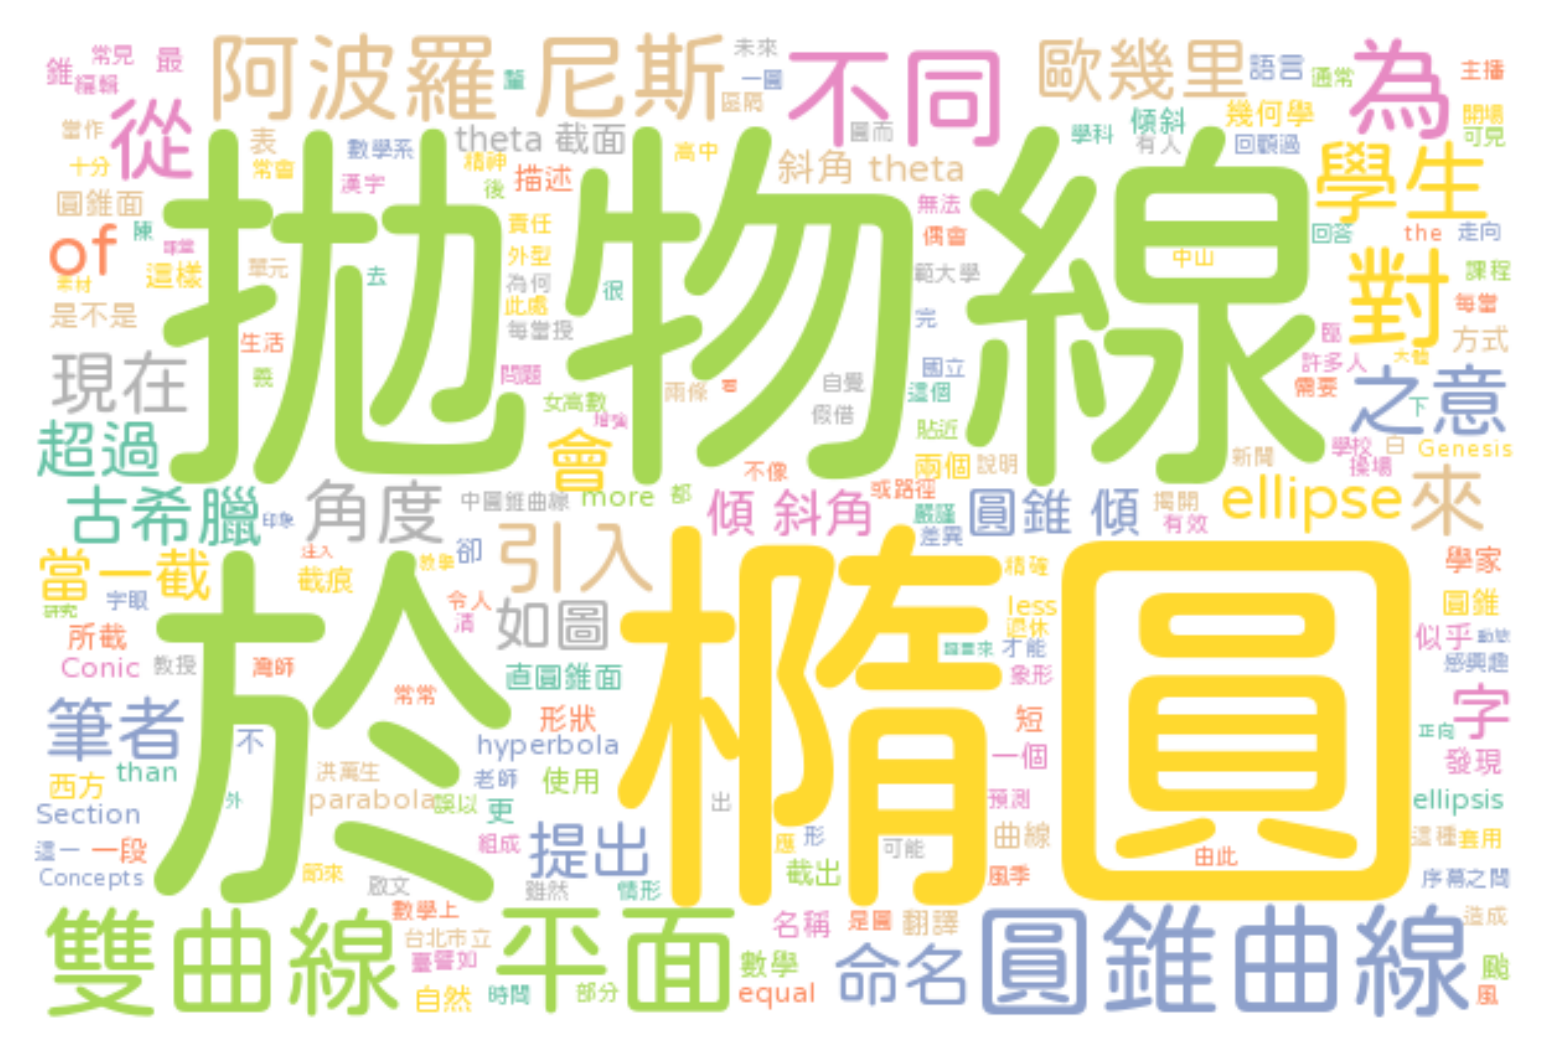 未來
常見
最
錐
編輯
阿波羅
尼斯
一圓
區隔
不同
歐幾里
語言
通常
為
主播
開場
可見
當作
十分
從
表
常會
數學系
漢字
theta 截面
精神
後
描述
高中
圓而
斜角 theta
學科
傾斜
有人
幾何學
回顧過
學生
圓錐面
of
陳
這樣
單元
去
是不是
責任
外型
為何
此處
每當授
很
無法
偶會
範大學
完
中山
回答
the
走向
對
課程
每當
方式
現在
生活
義
問題
女高數
兩條
看
自覺
假借
國立
這個
貼近
臨
許多人
需要
大體
之意
下
超過
會
拋物線
不像
兩個
說明
新聞
學校
操場
白
Genesis
古希臘
印象
角度
中圓錐曲線
more
都
傾 斜角
或路徑
嚴謹
差異
圓錐 傾
揭開
有效
ellipse
來
當一截
研究
字眼
注入
截痕
教學
卻
令人
清
引入
如圖
精確
less
退休
才能
象形
學家
圓錐
似乎
動態
感興趣
所截
Conic
教授
灣師
常常
直圓錐面
形狀
hyperbola
短
一個
字
正向
發現
筆者
不
於
橢圓
西方
than
外
洪萬生
parabola
誤以
老師
更
使用
出
預測
ellipsis
Section
這一
一段
Concepts
組成
提出
應
形
截出
可能
曲線
風季
由此
這種
套用
節來
啟文
雖然
情形
序幕之間
雙曲線
數學上
台北市立
臺譬如
自然
時間
平面
部分
名稱
是圓
翻譯
數學
equal
命名
圓錐曲線
造成
颱
風